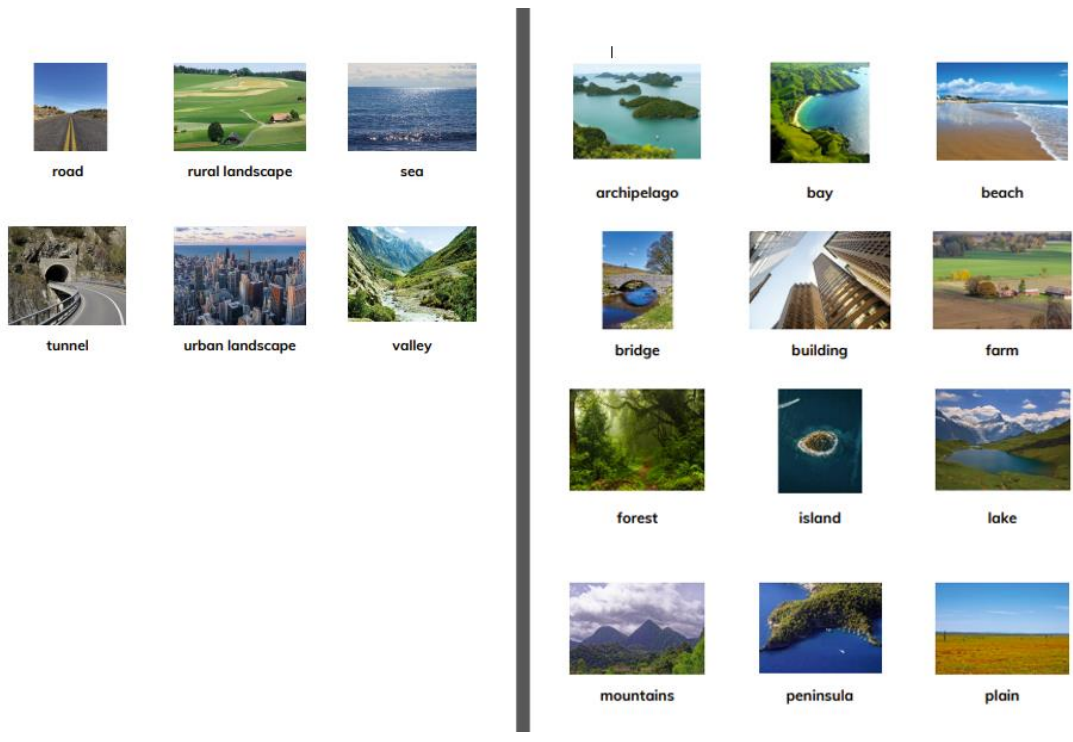 road rural landscape sea
tunnel urban landscape valley
archipelago bay beach
bridge building farm
forest island lake
mountains peninsula plain